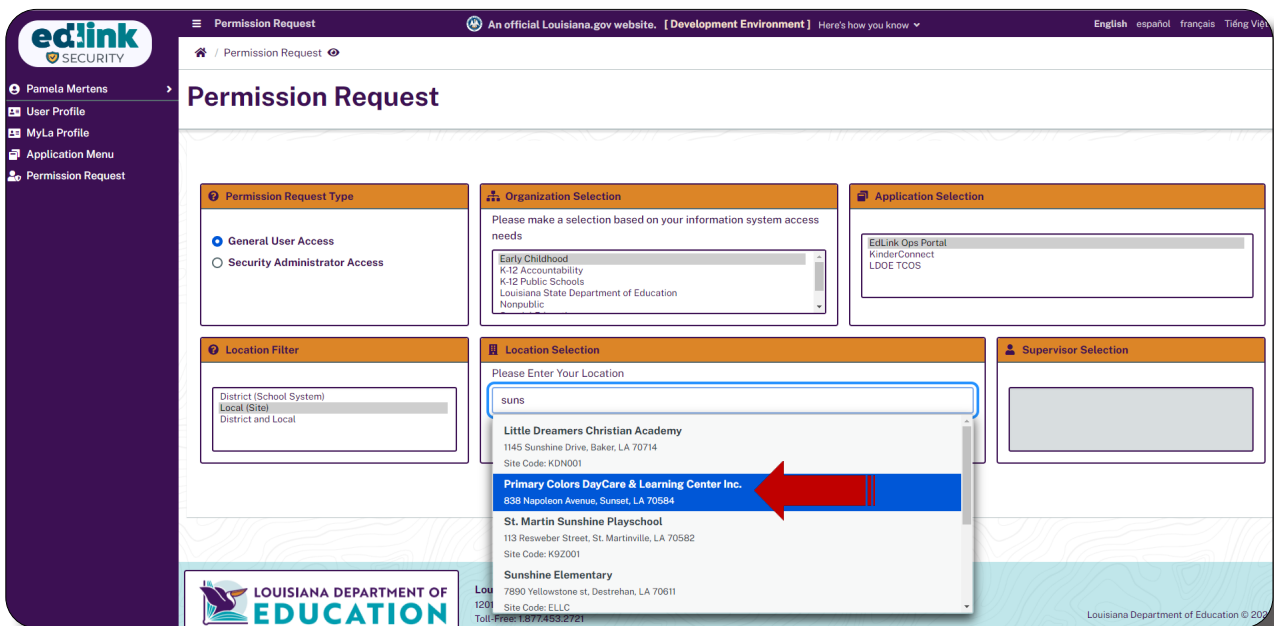 ed:link
SECURITY
Pamela Mertens
User Profile
MyLa Profile
Application Menu
Permission Request
Permission Request
An official Louisiana.gov website. [ Development Environment ] Here's how you know
English español français Tiếng Việt
/ Permission Request
Permission Request
Permission Request Type
General User Access
Security Administrator Access
Organization Selection
Please make a selection based on your information system access
needs
Early Childhood
K-12 Accountability
K-12 Public Schools
Louisiana State Department of Education
Nonpublic
Application Selection
EdLink Ops Portal
KinderConnect
LDOE TCOS
Location Filter
District (School System)
Local (Site)
District and Local
Location Selection
Please Enter Your Location
suns
Little Dreamers Christian Academy
1145 Sunshine Drive, Baker, LA 70714
Site Code: KDN001
Primary Colors DayCare & Learning Center Inc.
838 Napoleon Avenue, Sunset, LA 70584
St. Martin Sunshine Playschool
113 Resweber Street, St. Martinville, LA 70582
Site Code: K9Z001
Sunshine Elementary
7890 Yellowstone st, Destrehan, LA 70611
Site Code: ELLC
Supervisor Selection
LOUISIANA DEPARTMENT OF
EDUCATION
Lou
1201
Toll-Free: 1.877.453.2721
Louisiana Department of Education © 202